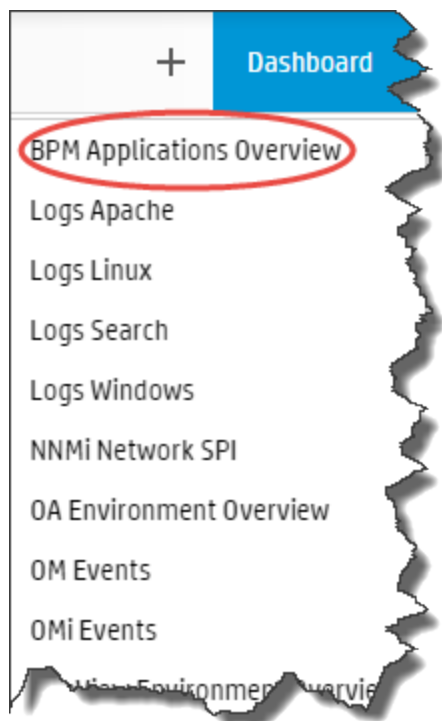 + Dashboard
BPM Applications Overview
Logs Apache
Logs Linux
Logs Search
Logs Windows
NNMi Network SPI
OA Environment Overview
OM Events
OMi Events
Environment